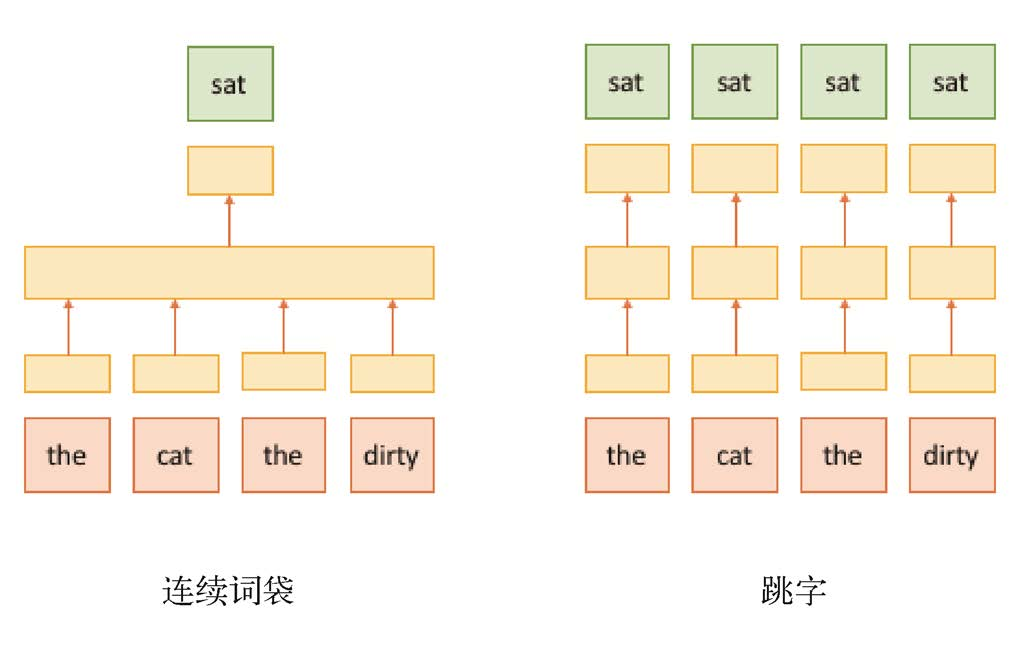 sat
sat sat sat sat
the cat the dirty
the cat the dirty
连续词袋
跳字